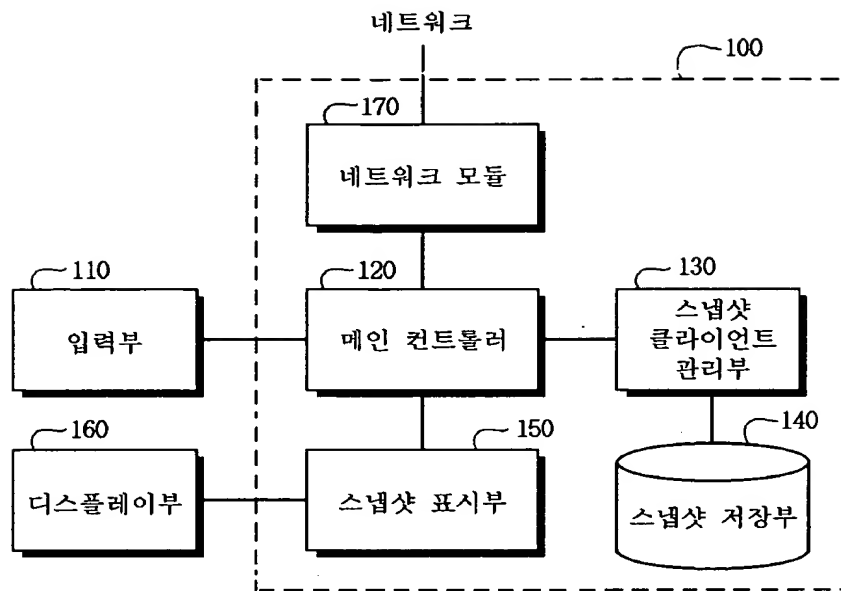 네트워크
100
170
네트워크 모듈
110
120
130
입력부
메인 컨트롤러
스냅샷
클라이언트
관리부
160
150
140
디스플레이부
스냅샷 표시부
스냅샷 저장부